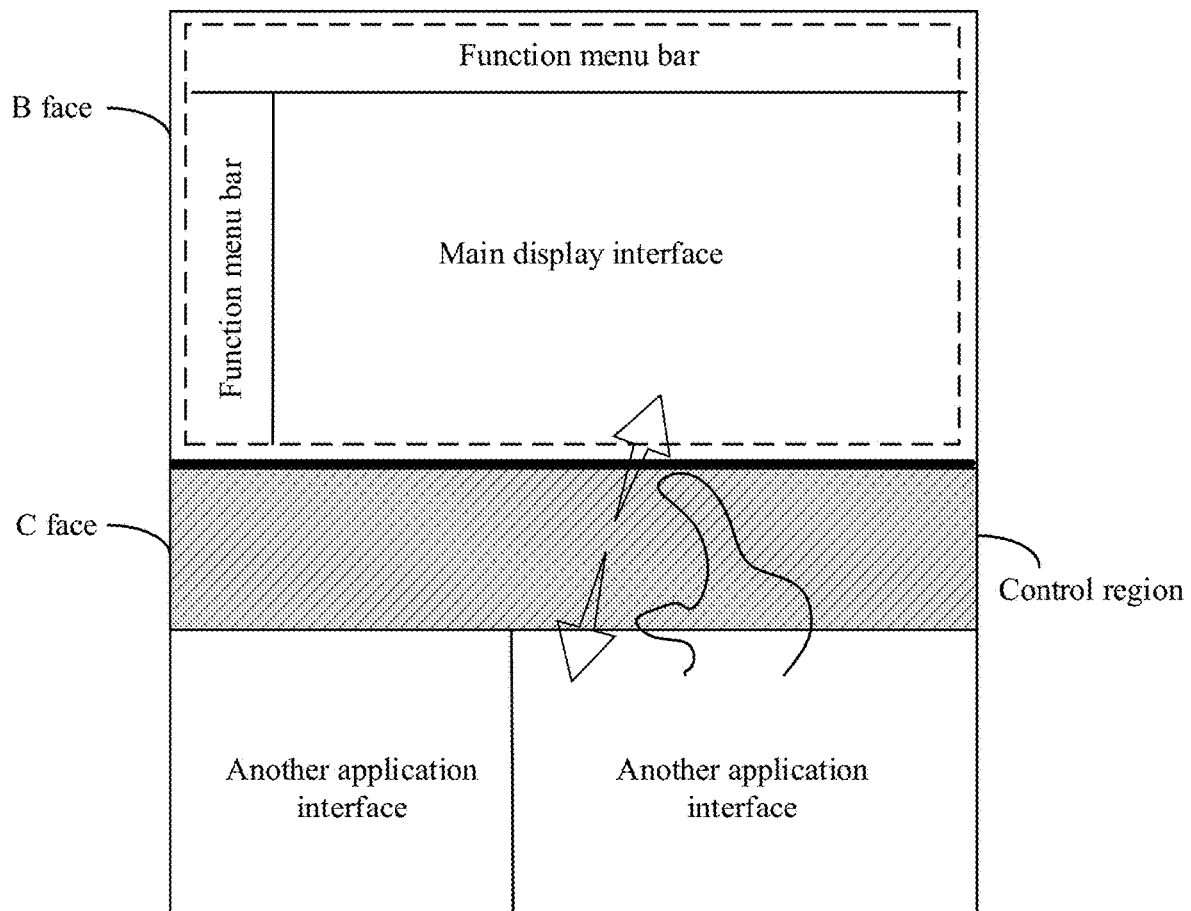 Function menu bar
B face
Function menu bar
Main display interface
C face
Control region
Another application
interface
Another application
interface